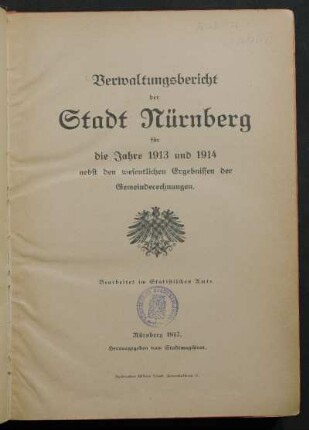 Verwaltungsbericht
der
Stadt Nürnberg
für
die Jahre 1913 und 1914
nebst den wesentlichen Ergebnissen der
Gemeinderechnungen.
Bearbeitet im Statistischen Amte.
Nürnberg 1917.
Herausgegeben vom Stadtmagistrat.